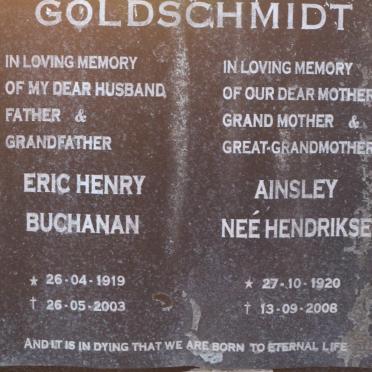 GOLDSCHMIDT
IN LOVING MEMORY
OF MY DEAR HUSBAND
FATHER &
GRANDFATHER
ERIC HENRY
BUCHANAN
★ 26-04-1919
† 26-05-2003
IN LOVING MEMORY
OF OUR DEAR MOTHER
GRAND MOTHER &
GREAT-GRANDMOTHER
AINSLEY
NEÉ HENDRIKSE
★ 27-10-1920
† 13-09-2008
AND IT IS IN DYING THAT WE ARE BORN TO ETERNAL LIFE